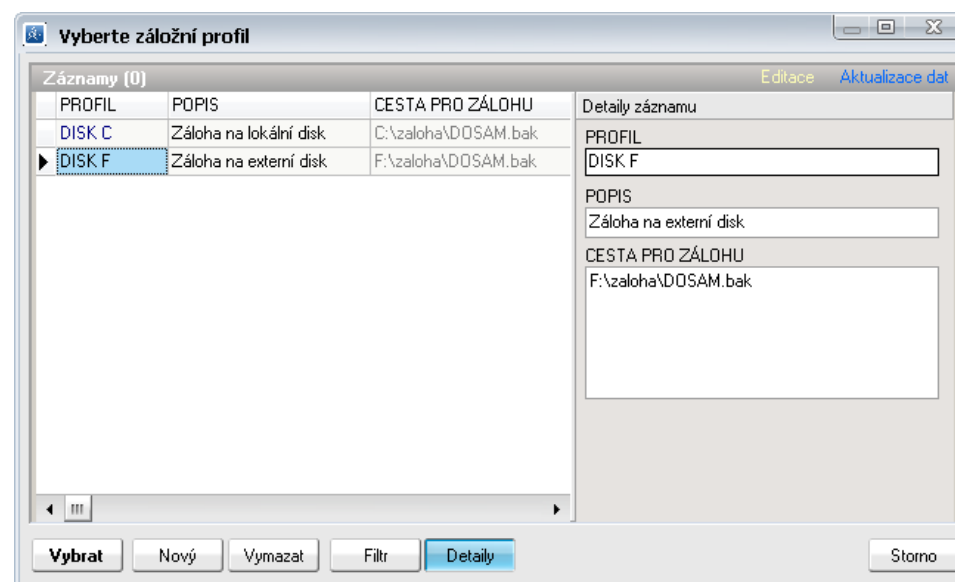 Vyberte záložní profil
Záznamy (0) Editace Aktualizace dat
PROFIL POPIS CESTA PRO ZÁLOHU
DISK C Záloha na lokální disk C:\zaloha\DOSAM.bak
DISK F Záloha na externí disk F:\zaloha\DOSAM.bak
Detaily záznamu
PROFIL
DISK F
POPIS
Záloha na externí disk
CESTA PRO ZÁLOHU
F:\zaloha\DOSAM.bak
Vybrat Nový Vymazat Filtr Detaily Storno